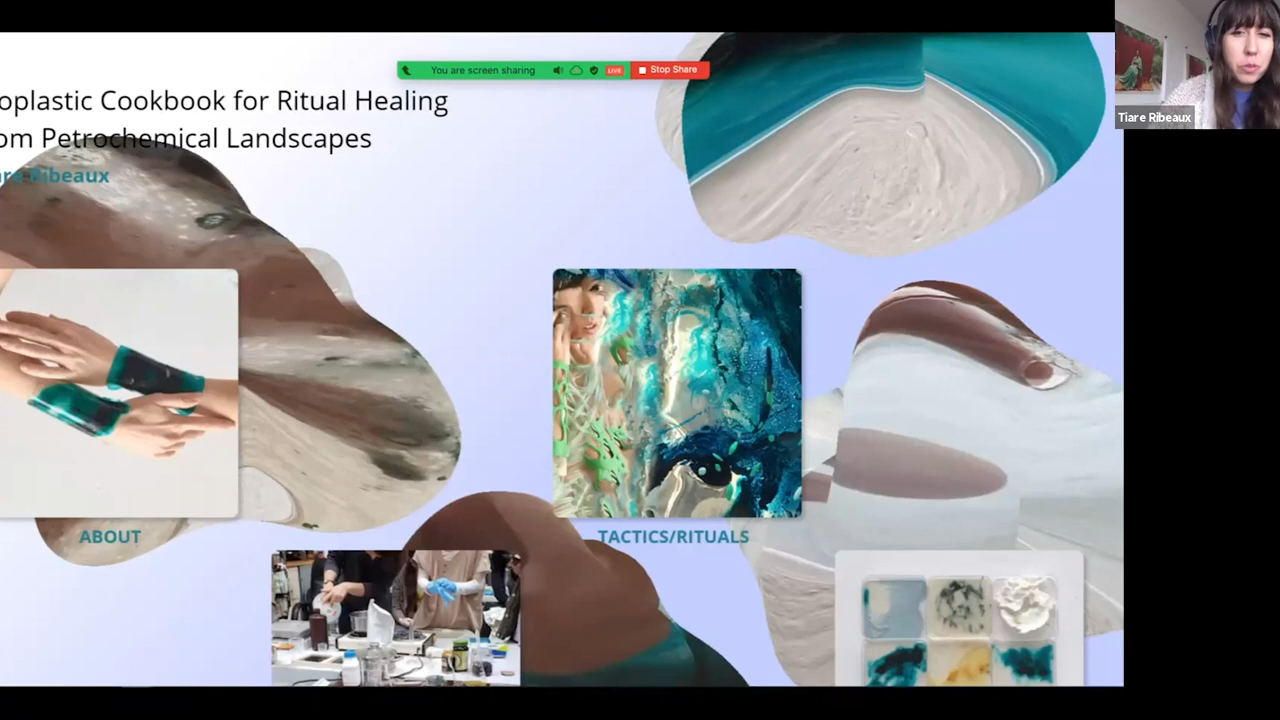 You are screen sharing
LIVE
Stop Share
oplastic Cookbook for Ritual Healing
om Petrochemical Landscapes
Ribeaux
Tiare Ribeaux
ABOUT
TACTICS/RITUALS